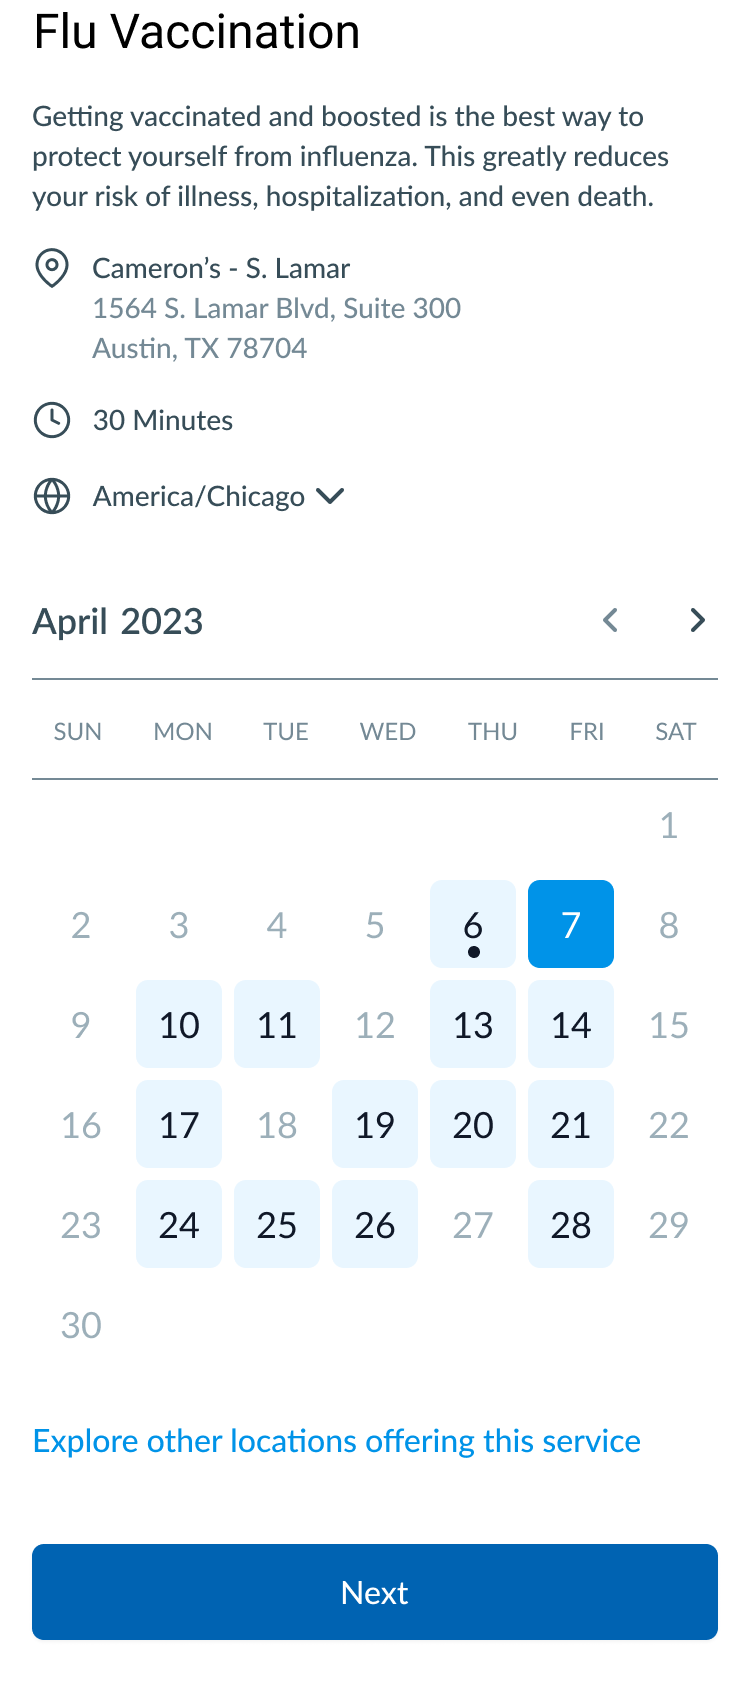 Flu Vaccination
Getting vaccinated and boosted is the best way to
protect yourself from influenza. This greatly reduces
your risk of illness, hospitalization, and even death.
Cameron’s - S. Lamar
1564 S. Lamar Blvd, Suite 300
Austin, TX 78704
30 Minutes
America/Chicago
April 2023
SUN MON TUE WED THU FRI SAT
1
2 3 4 5 6 7 8
9 10 11 12 13 14 15
16 17 18 19 20 21 22
23 24 25 26 27 28 29
30
Explore other locations offering this service
Next